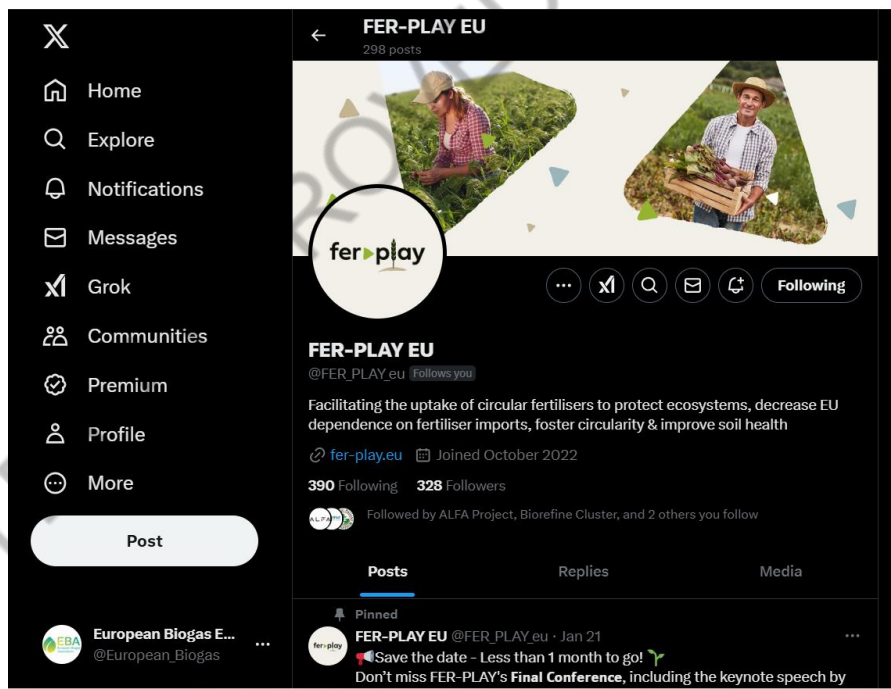 FER-PLAY EU
298 posts
Home
Explore
Notifications
Messages
Grok
Communities
Premium
Profile
More
Post
European Biogas E...
@European_Biogas
EBA
fer play
Following
FER-PLAY EU
@FER_PLAY_eu Follows you
Facilitating the uptake of circular fertilisers to protect ecosystems, decrease EU
dependence on fertiliser imports, foster circularity & improve soil health
fer-play.eu Joined October 2022
390 Following 328 Followers
Followed by ALFA Project, Biorefine Cluster, and 2 others you follow
Posts Replies Media
Pinned
fer play
FER-PLAY EU @FER_PLAY_eu · Jan 21
📢Save the date - Less than 1 month to go! 🌱
Don't miss FER-PLAY's Final Conference, including the keynote speech by